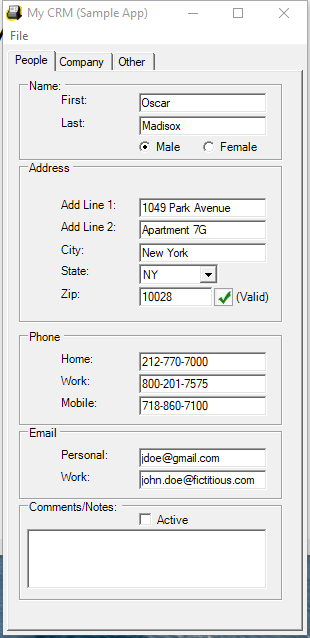 My CRM (Sample App)
File
People Company Other
Name:
First: Oscar
Last: Madisox
Male Female
Address
Add Line 1: 1049 Park Avenue
Add Line 2: Apartment 7G
City: New York
State: NY
Zip: 10028 (Valid)
Phone
Home: 212-770-7000
Work: 800-201-7575
Mobile: 718-860-7100
Email
Personal: jdoe@gmail.com
Work: john.doe@fictitious.com
Comments/Notes:
Active